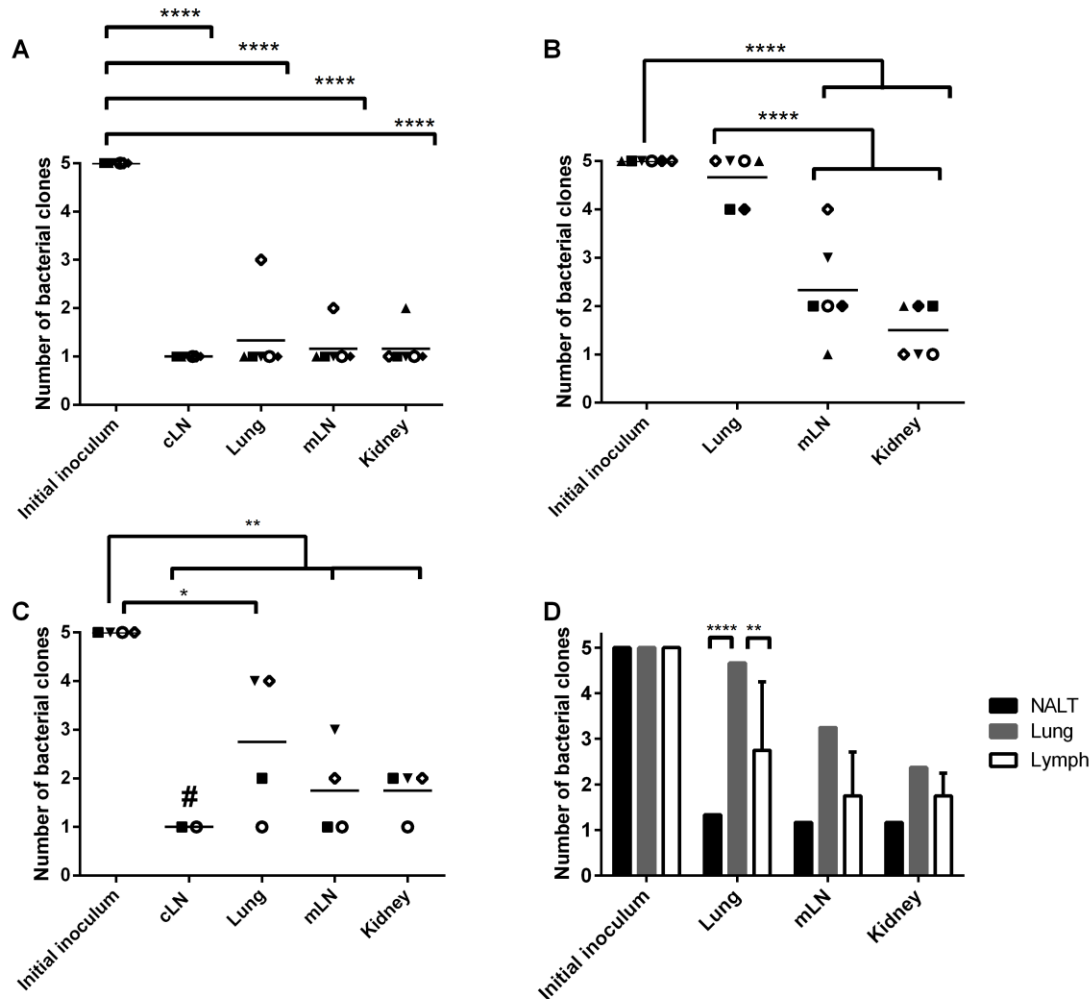 A
****
****
****
****
Number of bacterial clones
5
4
3
2
1
0
Initial inoculum
cLN
Lung
mLN
Kidney
B
****
****
Number of bacterial clones
5
4
3
2
1
0
Initial inoculum
Lung
mLN
Kidney
C
**
*
#
Number of bacterial clones
5
4
3
2
1
0
Initial inoculum
cLN
Lung
mLN
Kidney
D
**** **
Number of bacterial clones
5
4
3
2
1
0
Initial inoculum
Lung
mLN
Kidney
NALT
Lung
Lymph